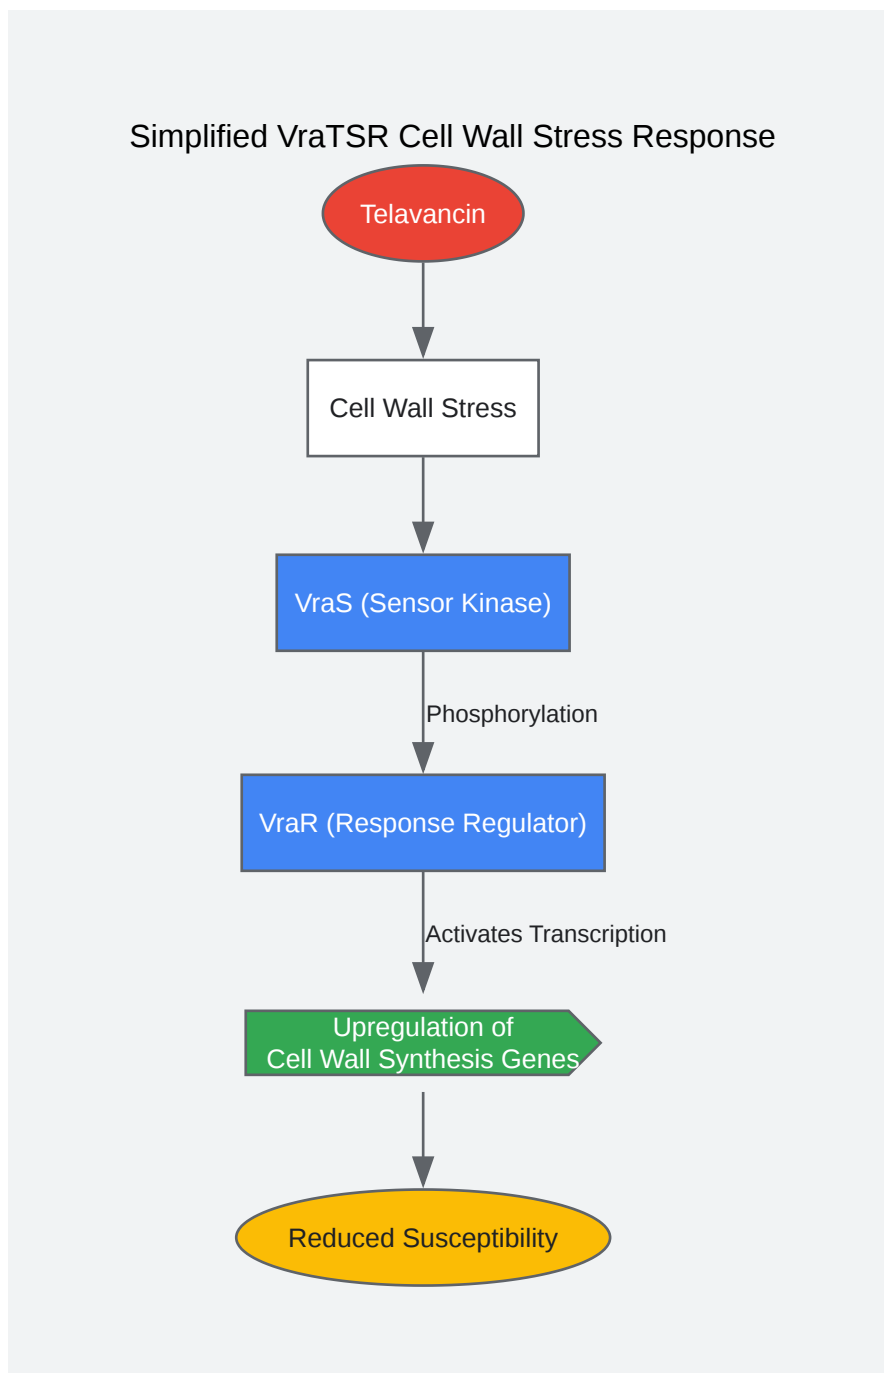 Simplified VraTSR Cell Wall Stress Response
Telavancin
Cell Wall Stress
VraS (Sensor Kinase)
Phosphorylation
VraR (Response Regulator)
Activates Transcription
Upregulation of
Cell Wall Synthesis Genes
Reduced Susceptibility